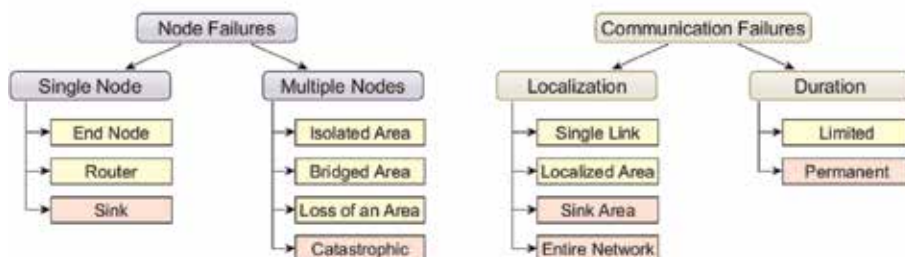 Node Failures
Communication Failures
Single Node
Multiple Nodes
Localization
Duration
End Node
Isolated Area
Single Link
Limited
Router
Bridged Area
Localized Area
Permanent
Sink
Loss of an Area
Sink Area
Catastrophic
Entire Network